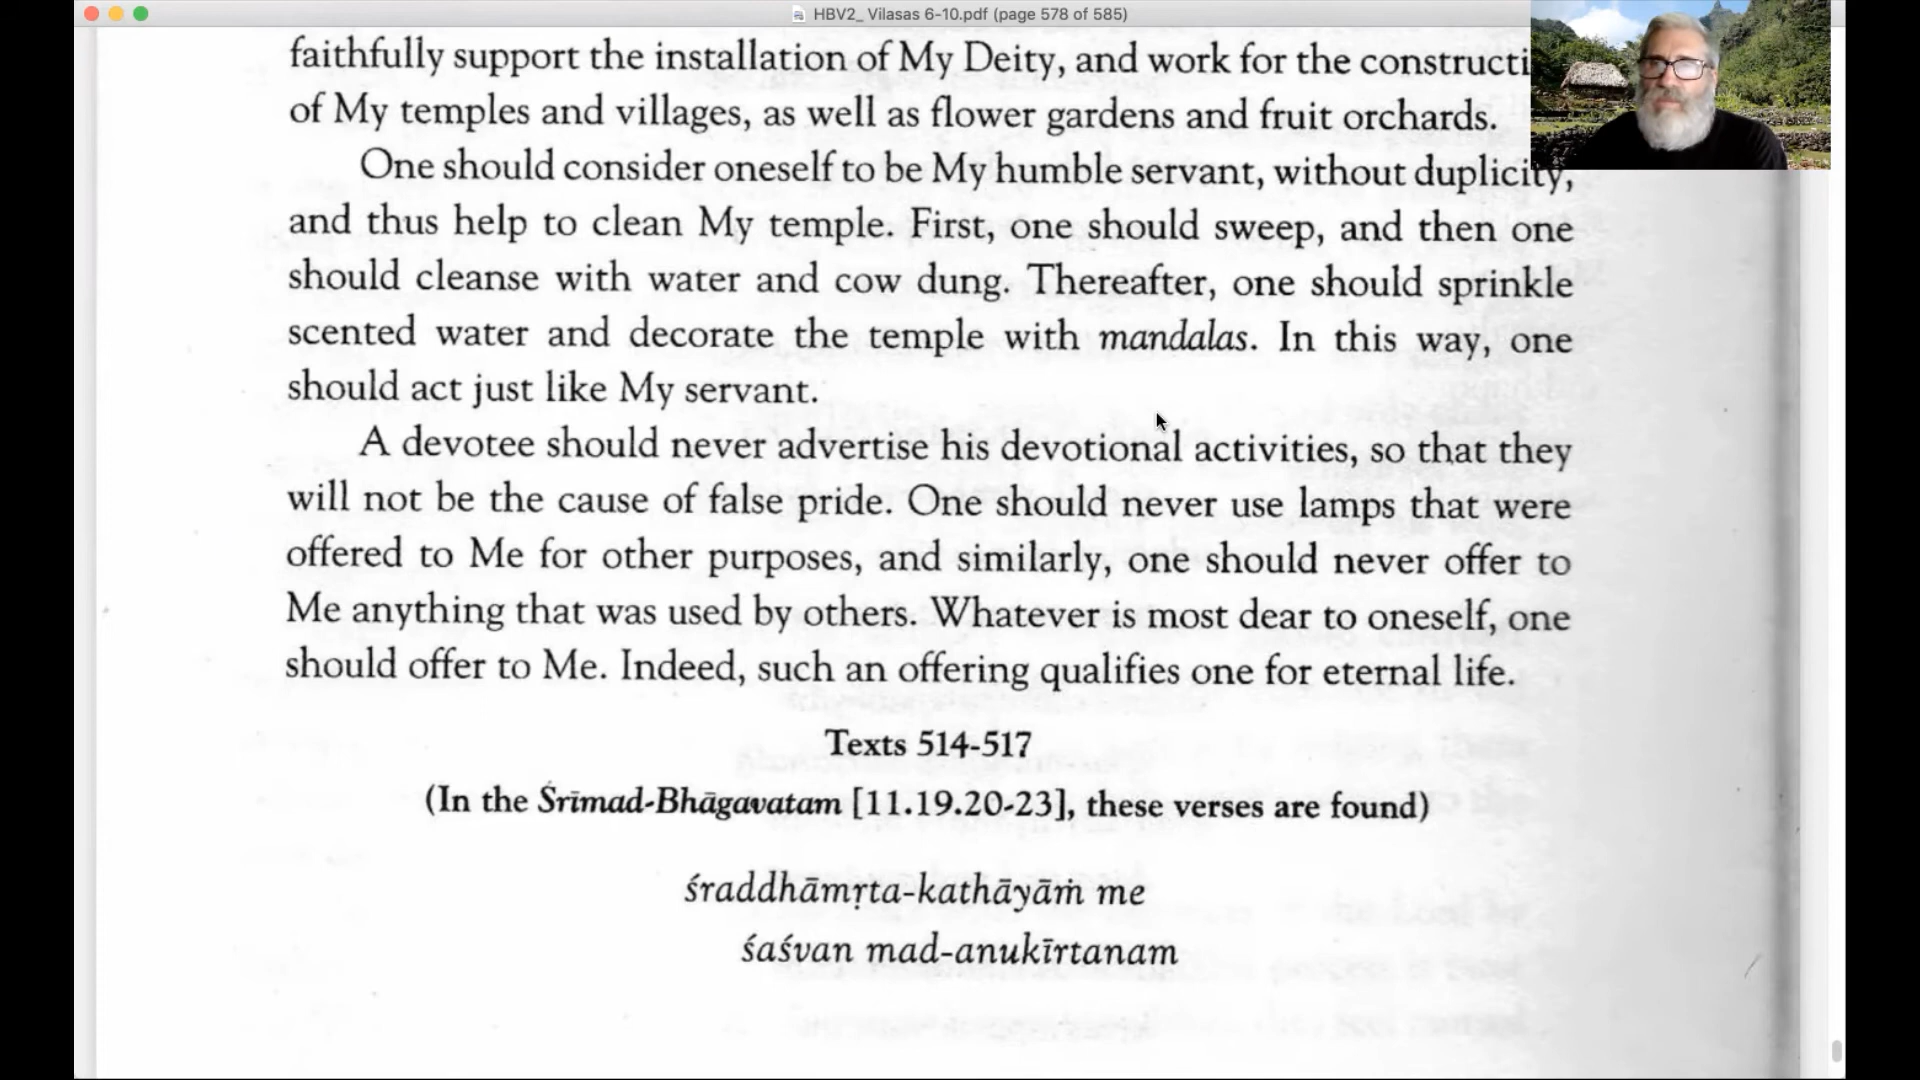 HBV2_ Vilasas 6-10.pdf (page 578 of 585)
faithfully support the installation of My Deity, and work for the constructi
of My temples and villages, as well as flower gardens and fruit orchards.
One should consider oneself to be My humble servant, without duplicity,
and thus help to clean My temple. First, one should sweep, and then one
should cleanse with water and cow dung. Thereafter, one should sprinkle
scented water and decorate the temple with mandalas. In this way, one
should act just like My servant.
A devotee should never advertise his devotional activities, so that they
will not be the cause of false pride. One should never use lamps that were
offered to Me for other purposes, and similarly, one should never offer to
Me anything that was used by others. Whatever is most dear to oneself, one
should offer to Me. Indeed, such an offering qualifies one for eternal life.
Texts 514-517
(In the Śrīmad-Bhāgavatam [11.19.20-23], these verses are found)
śraddhāmṛta-kathāyāṁ me
śaśvan mad-anukīrtanam